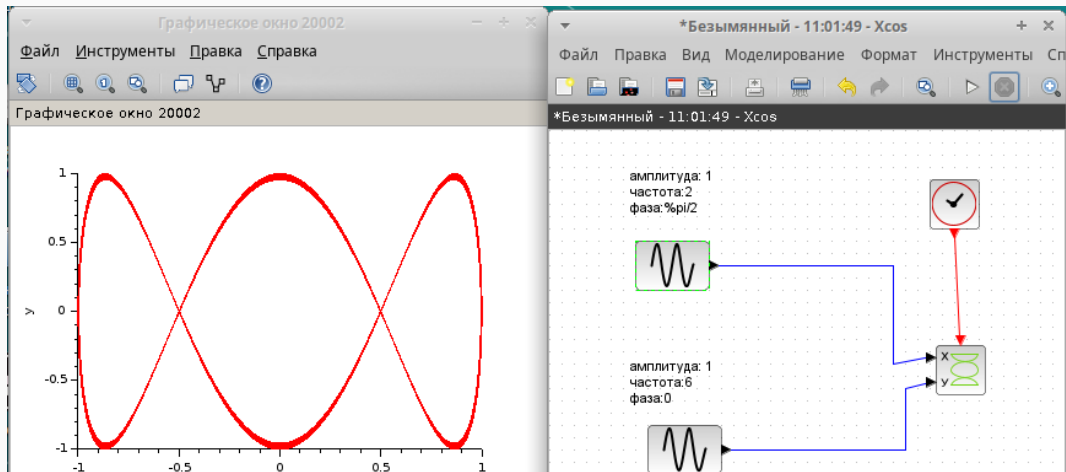 Графическое окно 20002
Файл Инструменты Правка Справка
Графическое окно 20002
1
0.5
0
-0.5
-1
y
-1 -0.5 0 0.5 1
*Безымянный - 11:01:49 - Xcos
Файл Правка Вид Моделирование Формат Инструменты Сп
*Безымянный - 11:01:49 - Xcos
амплитуда: 1
частота:2
фаза:%pi/2
X
У
амплитуда: 1
частота:6
фаза:0